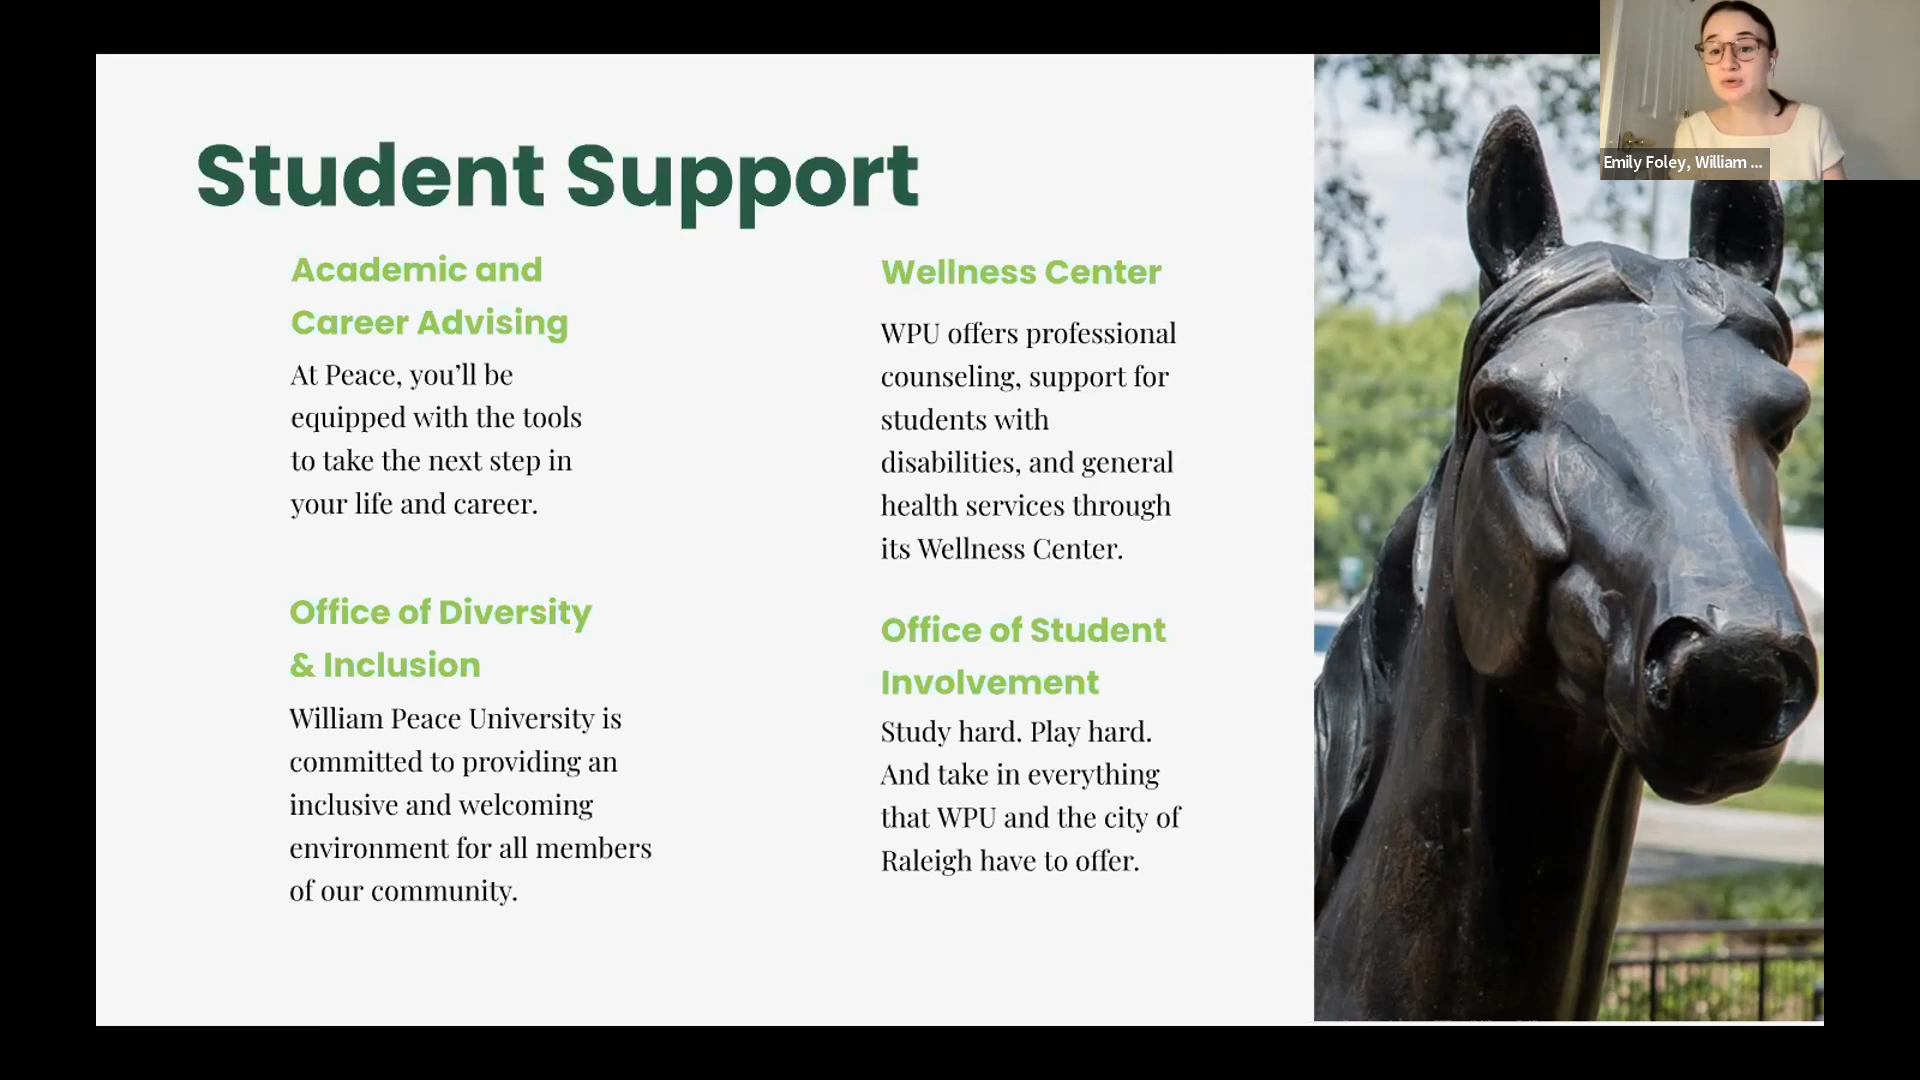 Student Support
Academic and
Career Advising
At Peace, you’ll be
equipped with the tools
to take the next step in
your life and career.
Office of Diversity
& Inclusion
William Peace University is
committed to providing an
inclusive and welcoming
environment for all members
of our community.
Wellness Center
WPU offers professional
counseling, support for
students with
disabilities, and general
health services through
its Wellness Center.
Office of Student
Involvement
Study hard. Play hard.
And take in everything
that WPU and the city of
Raleigh have to offer.
Emily Foley, William ...